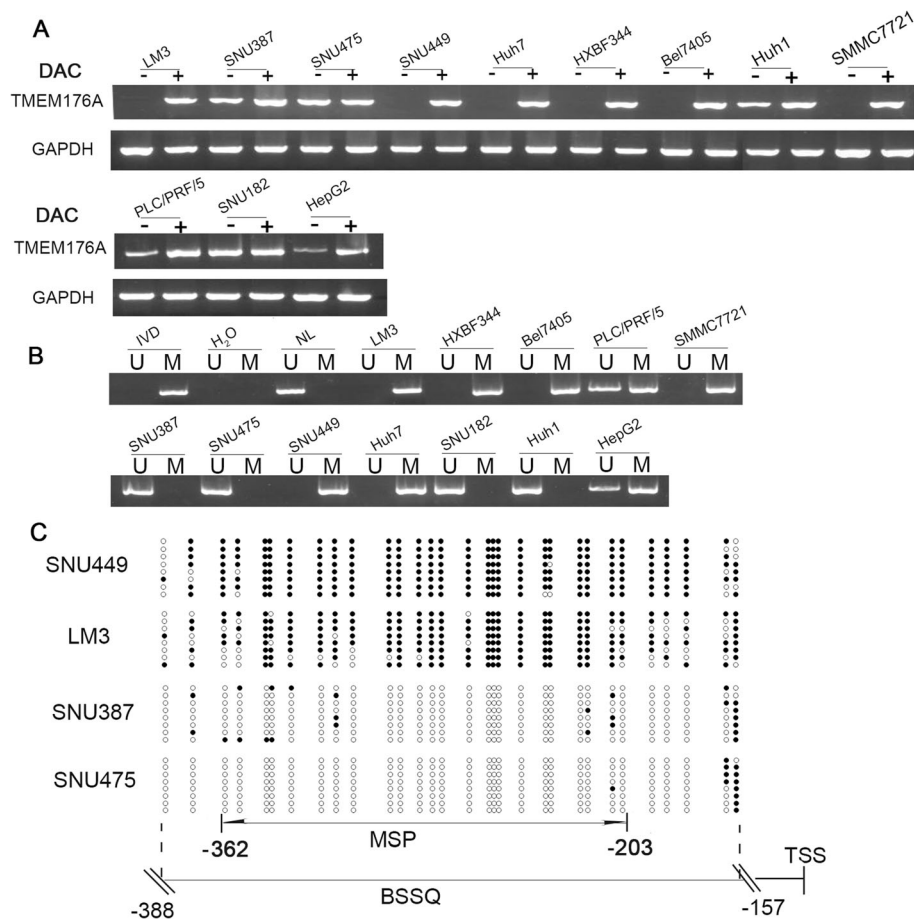 A
LM3 SNU387 SNU475 SNU449 Huh7 HXBF344 Bel7405 Huh1 SMMC7721
DAC - + - + - + - + - + - + - + - + - +
TMEM176A
GAPDH
PLC/PRF/5 SNU182 HepG2
DAC - + - + - +
TMEM176A
GAPDH
B
IVD H₂O NL LM3 HXBF344 Bel7405 PLC/PRF/5 SMMC7721
U M U M U M U M U M U M U M U M
SNU387 SNU475 SNU449 Huh7 SNU182 Huh1 HepG2
U M U M U M U M U M U M U M
C
SNU449
LM3
SNU387
SNU475
-362 MSP -203
TSS
-388 BSSQ -157